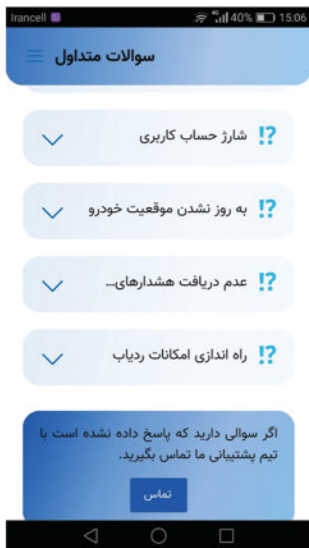 Irancell 4G 40% 15:06
سوالات متداول
شارژ حساب کاربری
به روز نشدن موقعیت خودرو
عدم دریافت هشدارهای...
راه اندازی امکانات ردیاب
اگر سوالی دارید که پاسخ داده نشده است با
تیم پشتیبانی ما تماس بگیرید.
تماس